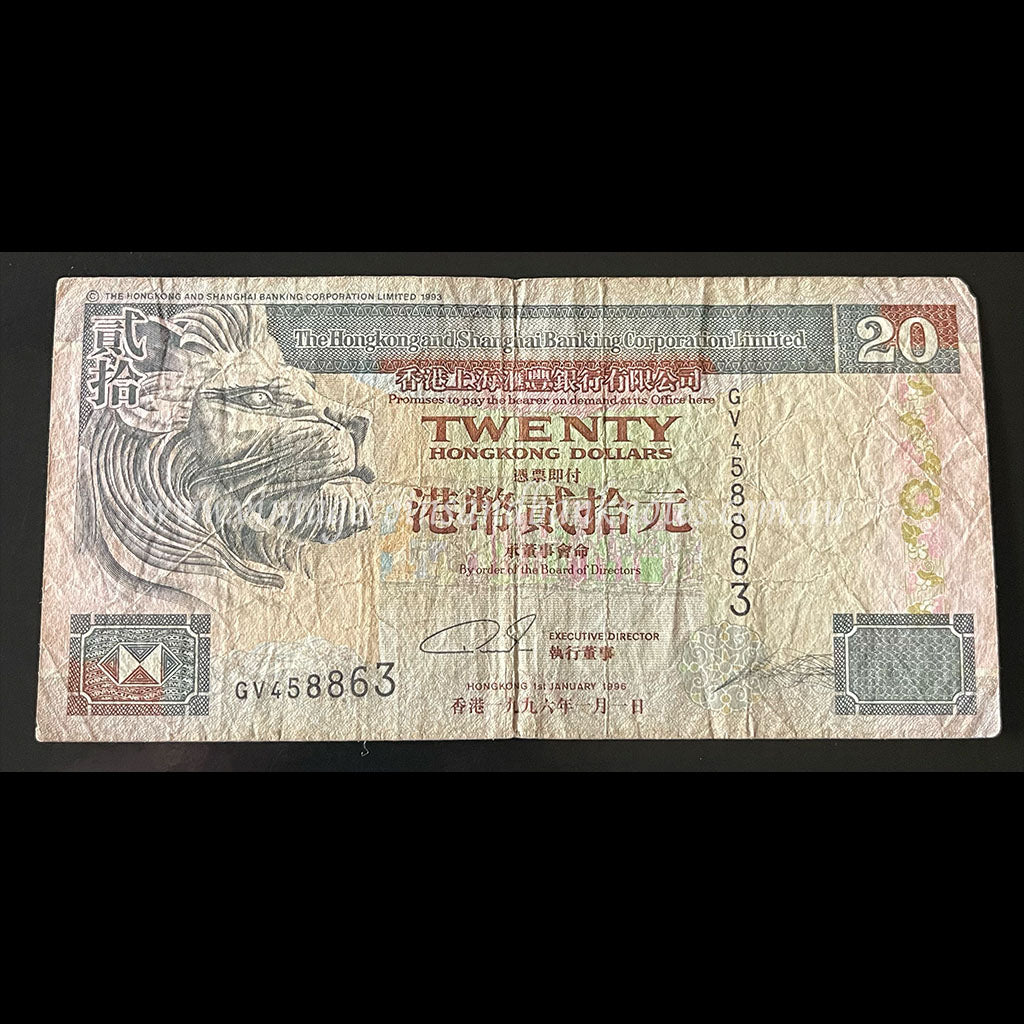 © THE HONGKONG AND SHANGHAI BANKING CORPORATION LIMITED 1993
貳拾
The Hongkong and Shanghai Banking Corporation Limited
20
香港上海滙豐銀行有限公司
Promises to pay the bearer on demand at its Office here
TWENTY
HONGKONG DOLLARS
憑票即付
港幣貳拾元
承董事會命
By order of the Board of Directors
GV458863
EXECUTIVE DIRECTOR
執行董事
GV458863
HONGKONG 1st JANUARY 1996
香港一九九六年一月一日